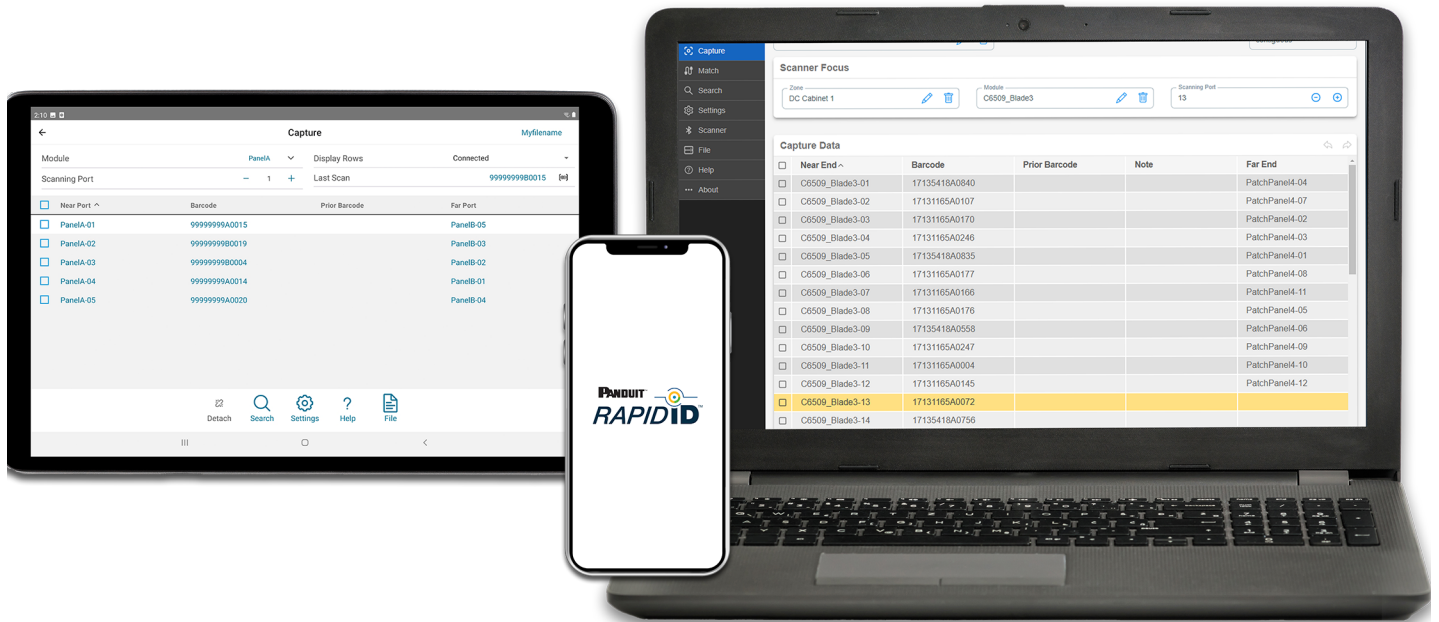 2:10
Capture
Myfilename
Module PanelA Display Rows Connected
Scanning Port − 1 + Last Scan 99999999B0015
Near Port Barcode Prior Barcode Far Port
PanelA-01 99999999A0015 PanelB-05
PanelA-02 99999999B0019 PanelB-03
PanelA-03 99999999B0004 PanelB-02
PanelA-04 99999999A0014 PanelB-01
PanelA-05 99999999A0020 PanelB-04
Detach Search Settings Help File
PANDUIT
RAPIDID™
Capture
Match
Search
Settings
Scanner
File
Help
About
Scanner Focus
Zone Module Scanning Port
DC Cabinet 1 C6509_Blade3 13
Capture Data
Near End Barcode Prior Barcode Note Far End
C6509_Blade3-01 17135418A0840 PatchPanel4-04
C6509_Blade3-02 17131165A0107 PatchPanel4-07
C6509_Blade3-03 17131165A0170 PatchPanel4-02
C6509_Blade3-04 17131165A0246 PatchPanel4-03
C6509_Blade3-05 17135418A0835 PatchPanel4-01
C6509_Blade3-06 17131165A0177 PatchPanel4-08
C6509_Blade3-07 17131165A0166 PatchPanel4-11
C6509_Blade3-08 17131165A0176 PatchPanel4-05
C6509_Blade3-09 17135418A0558 PatchPanel4-06
C6509_Blade3-10 17131165A0247 PatchPanel4-09
C6509_Blade3-11 17131165A0004 PatchPanel4-10
C6509_Blade3-12 17131165A0145 PatchPanel4-12
C6509_Blade3-13 17131165A0072
C6509_Blade3-14 17135418A0756